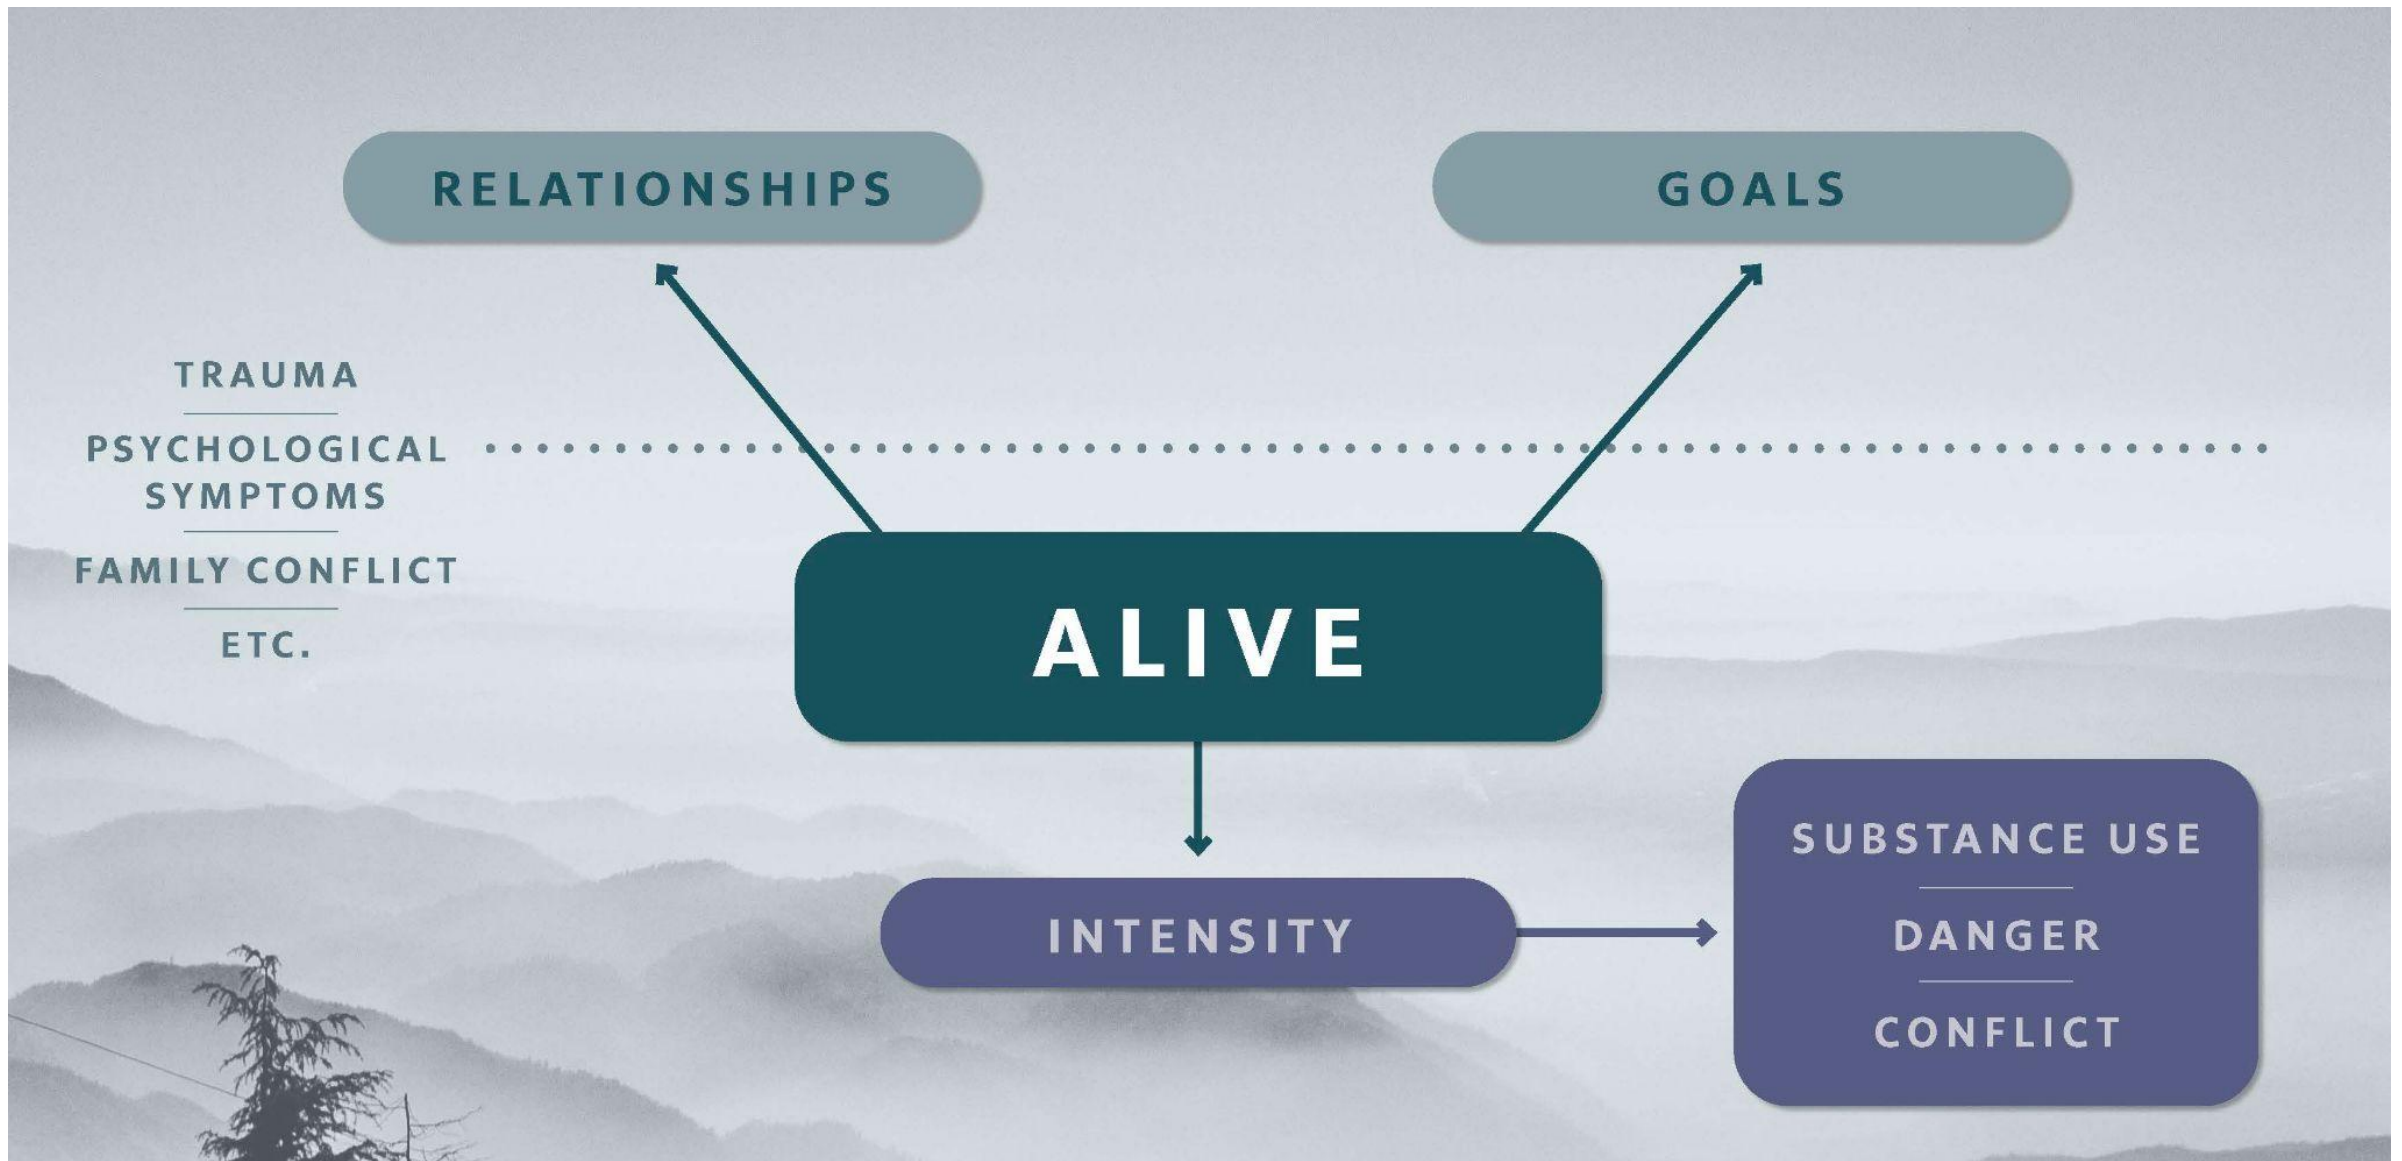 RELATIONSHIPS
GOALS
TRAUMA
PSYCHOLOGICAL
SYMPTOMS
FAMILY CONFLICT
ETC.
ALIVE
INTENSITY
SUBSTANCE USE
DANGER
CONFLICT